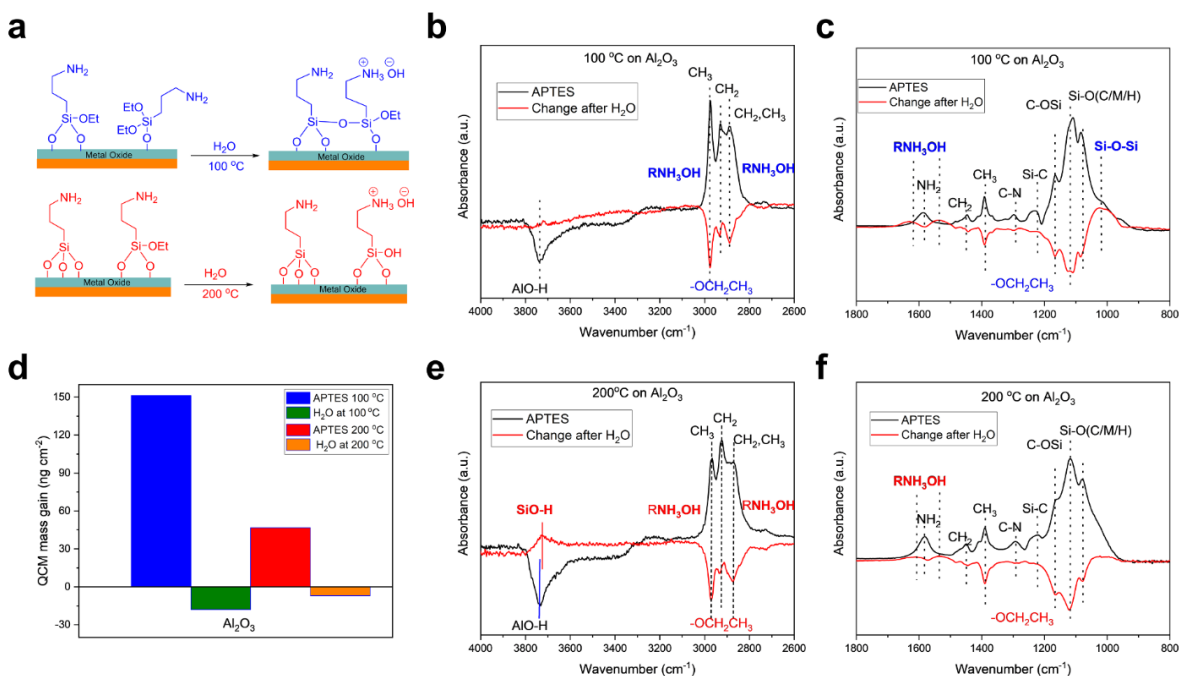 a
NH₂
NH₂
NH₂
⊕ ⊖
NH₃ OH
EtO
OEt
Si
EtO
Si
Si
O
Si
OEt
O
O
O
O
O
O
O
Metal Oxide
H₂O
100 °C
Metal Oxide
NH₂
NH₂
NH₂
⊕ ⊖
NH₃ OH
Si
Si
OEt
Si
Si
OH
O
O
O
O
O
O
O
O
O
O
Metal Oxide
H₂O
200 °C
Metal Oxide
b
100 °C on Al₂O₃
APTES
Change after H₂O
CH₃
CH₂
CH₂,CH₃
RNH₃OH
RNH₃OH
AlO-H
-OCH₂CH₃
Absorbance (a.u.)
4000 3800 3600 3400 3200 3000 2800 2600
Wavenumber (cm⁻¹)
c
100 °C on Al₂O₃
APTES
Change after H₂O
Si-O(C/M/H)
C-OSi
Si-O-Si
RNH₃OH
NH₂
CH₂
CH₃
C-N
Si-C
-OCH₂CH₃
Absorbance (a.u.)
1800 1600 1400 1200 1000 800
Wavenumber (cm⁻¹)
d
QCM mass gain (ng cm⁻²)
150
120
90
60
30
0
-30
APTES 100 °C
H₂O at 100 °C
APTES 200 °C
H₂O at 200 °C
Al₂O₃
e
200°C on Al₂O₃
APTES
Change after H₂O
CH₂
CH₃
CH₂,CH₃
SiO-H
RNH₃OH
RNH₃OH
AlO-H
-OCH₂CH₃
Absorbance (a.u.)
4000 3800 3600 3400 3200 3000 2800 2600
Wavenumber (cm⁻¹)
f
200 °C on Al₂O₃
APTES
Change after H₂O
Si-O(C/M/H)
C-OSi
RNH₃OH
NH₂
CH₂
CH₃
C-N
Si-C
-OCH₂CH₃
Absorbance (a.u.)
1800 1600 1400 1200 1000 800
Wavenumber (cm⁻¹)